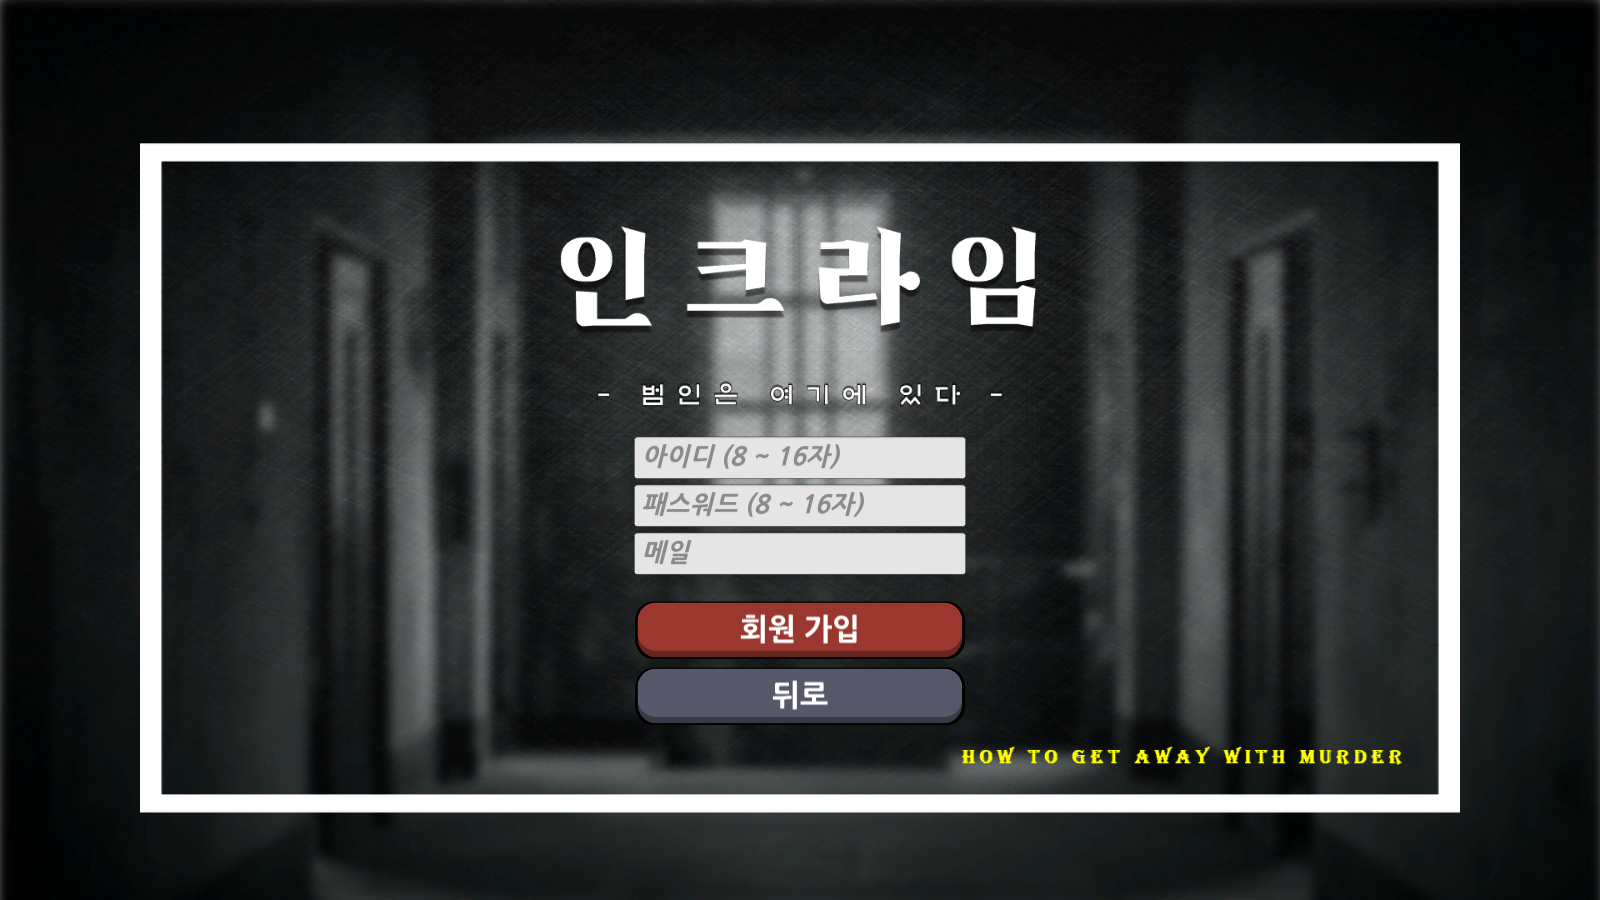 인크라임
- 범인은 여기에 있다 -
아이디 (8 ~ 16자)
패스워드 (8 ~ 16자)
메일
회원 가입
뒤로
HOW TO GET AWAY WITH MURDER